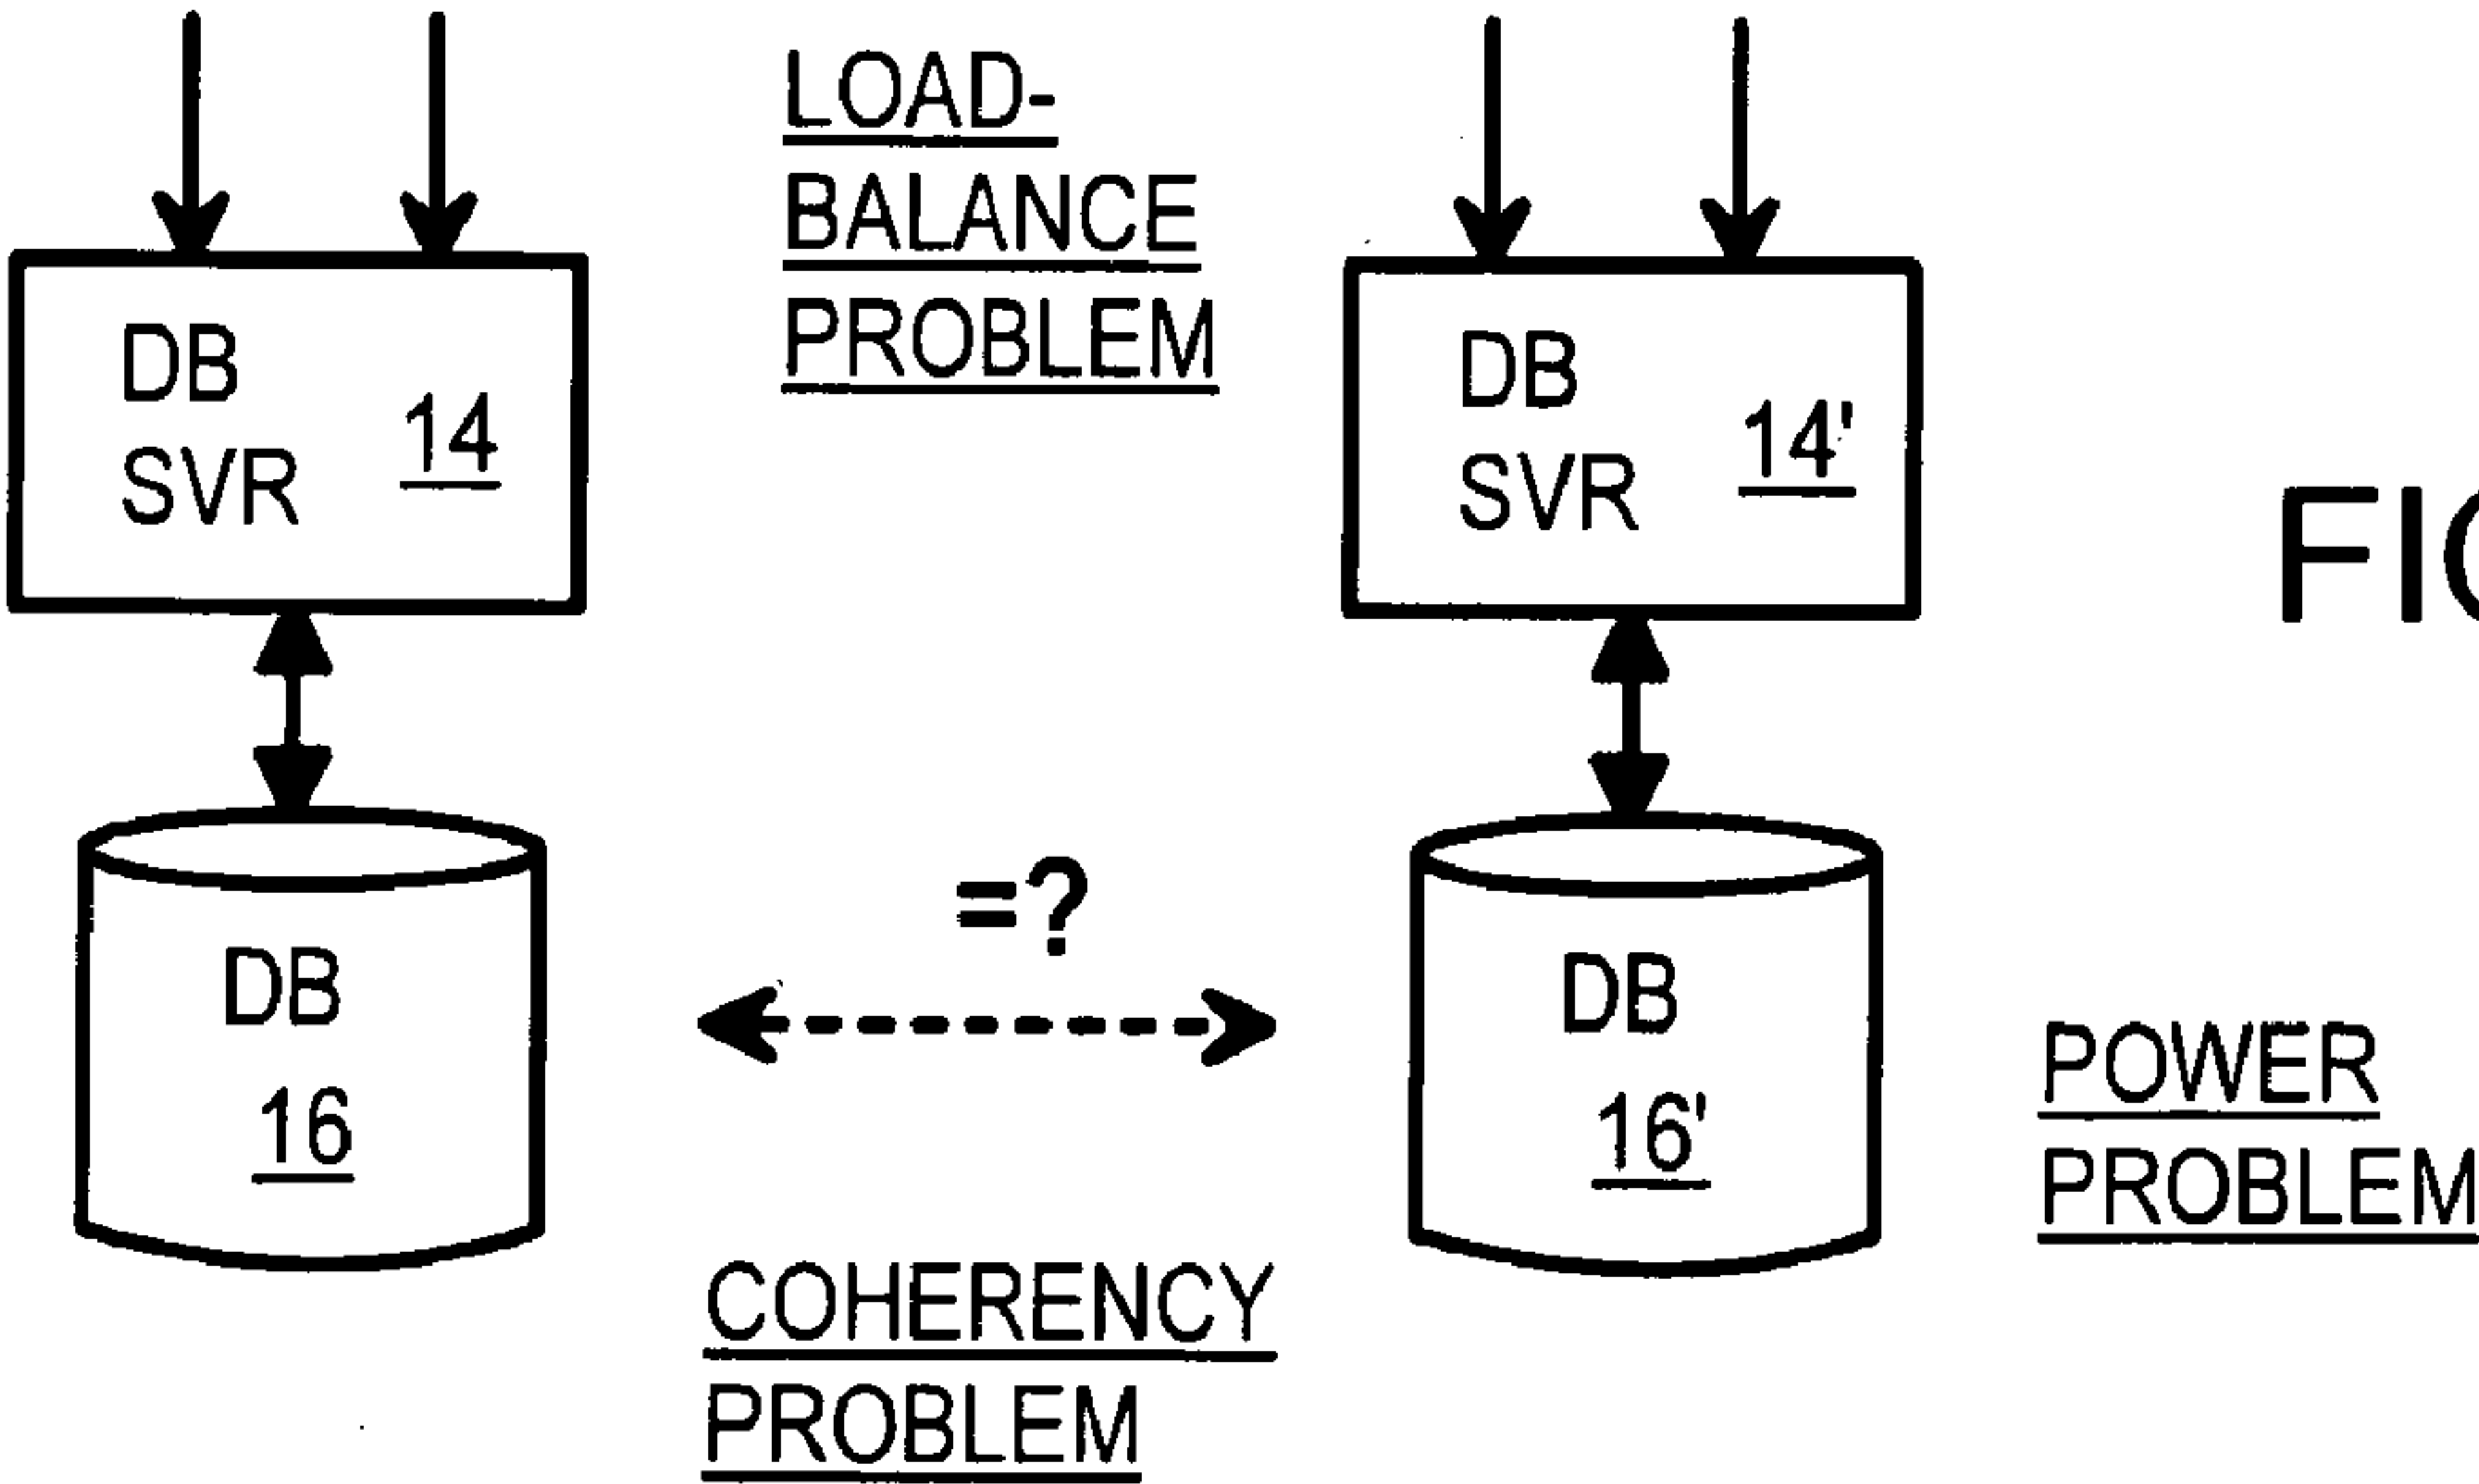 LOAD-
BALANCE
PROBLEM
DB
SVR
14
DB
SVR
14'
=?
DB
16
DB
16'
COHERENCY
PROBLEM
POWER
PROBLEM